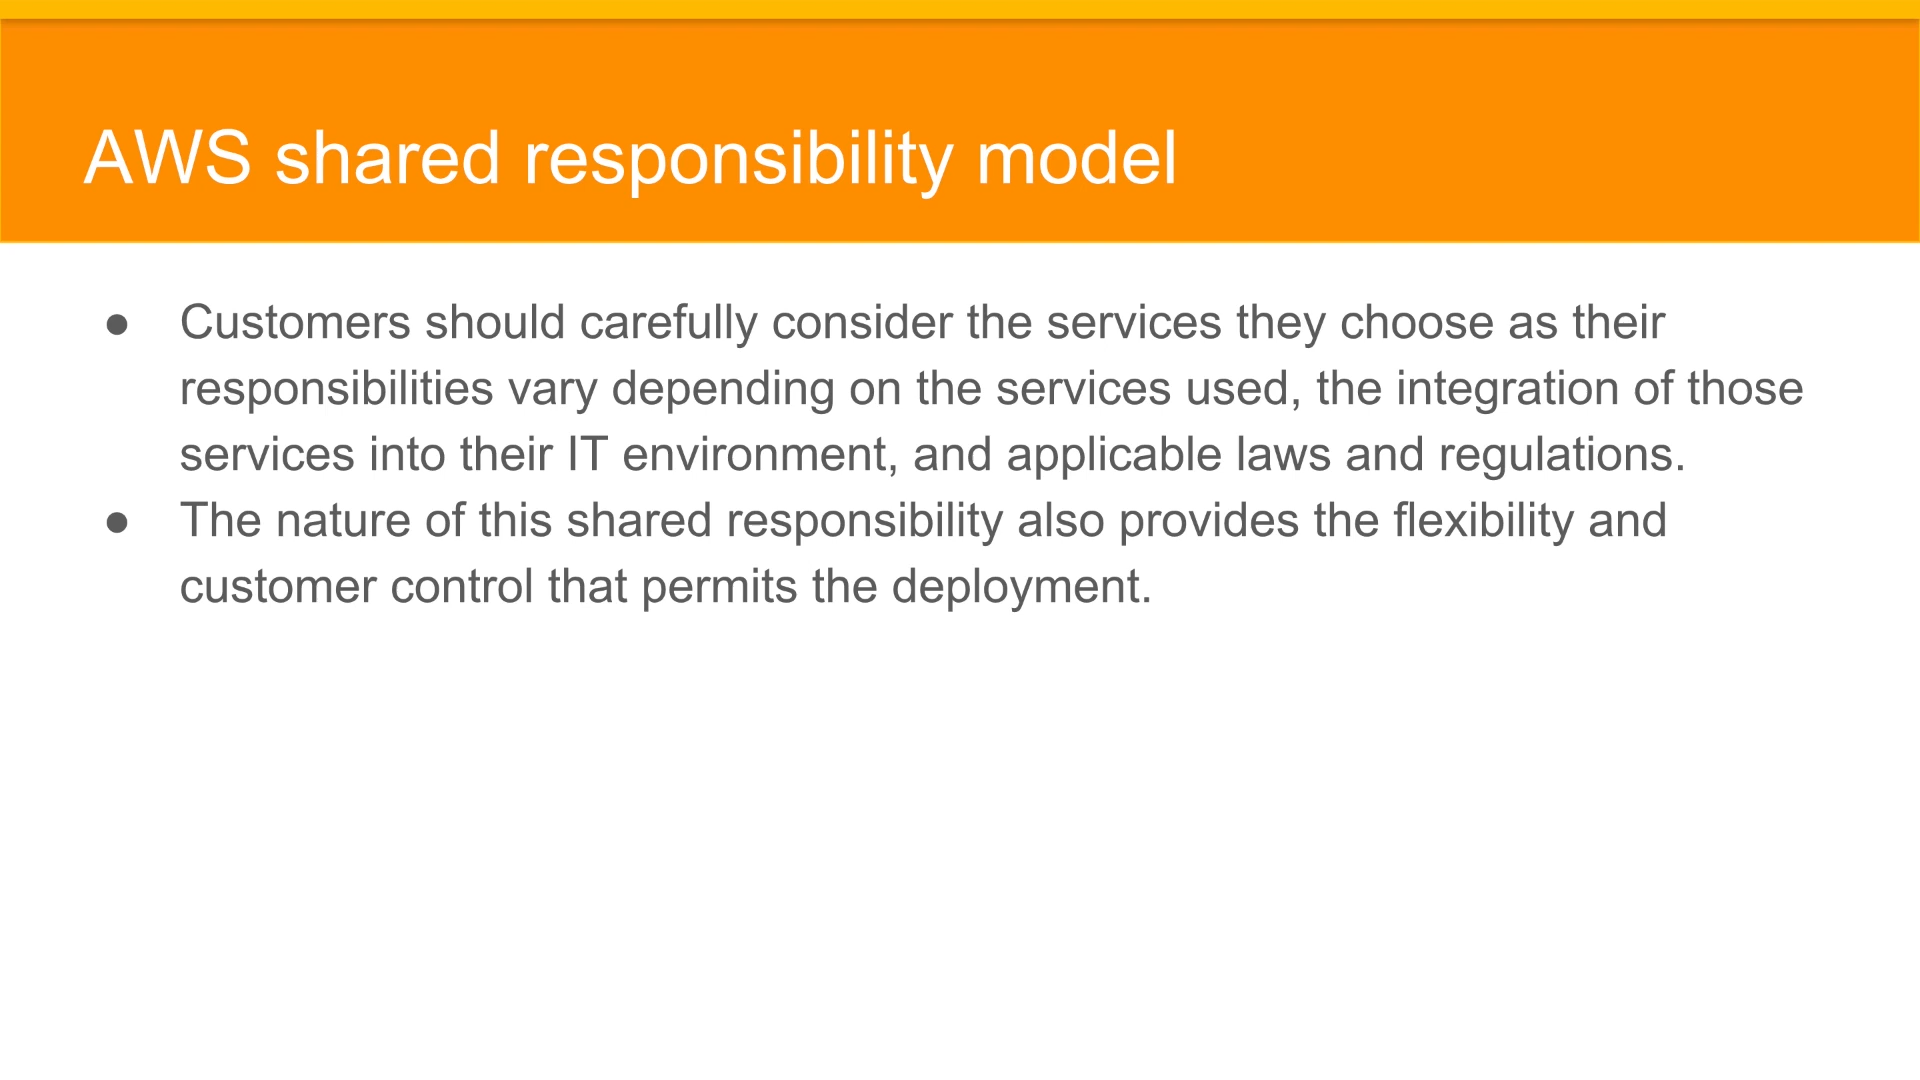 AWS shared responsibility model
● Customers should carefully consider the services they choose as their
responsibilities vary depending on the services used, the integration of those
services into their IT environment, and applicable laws and regulations.
● The nature of this shared responsibility also provides the flexibility and
customer control that permits the deployment.